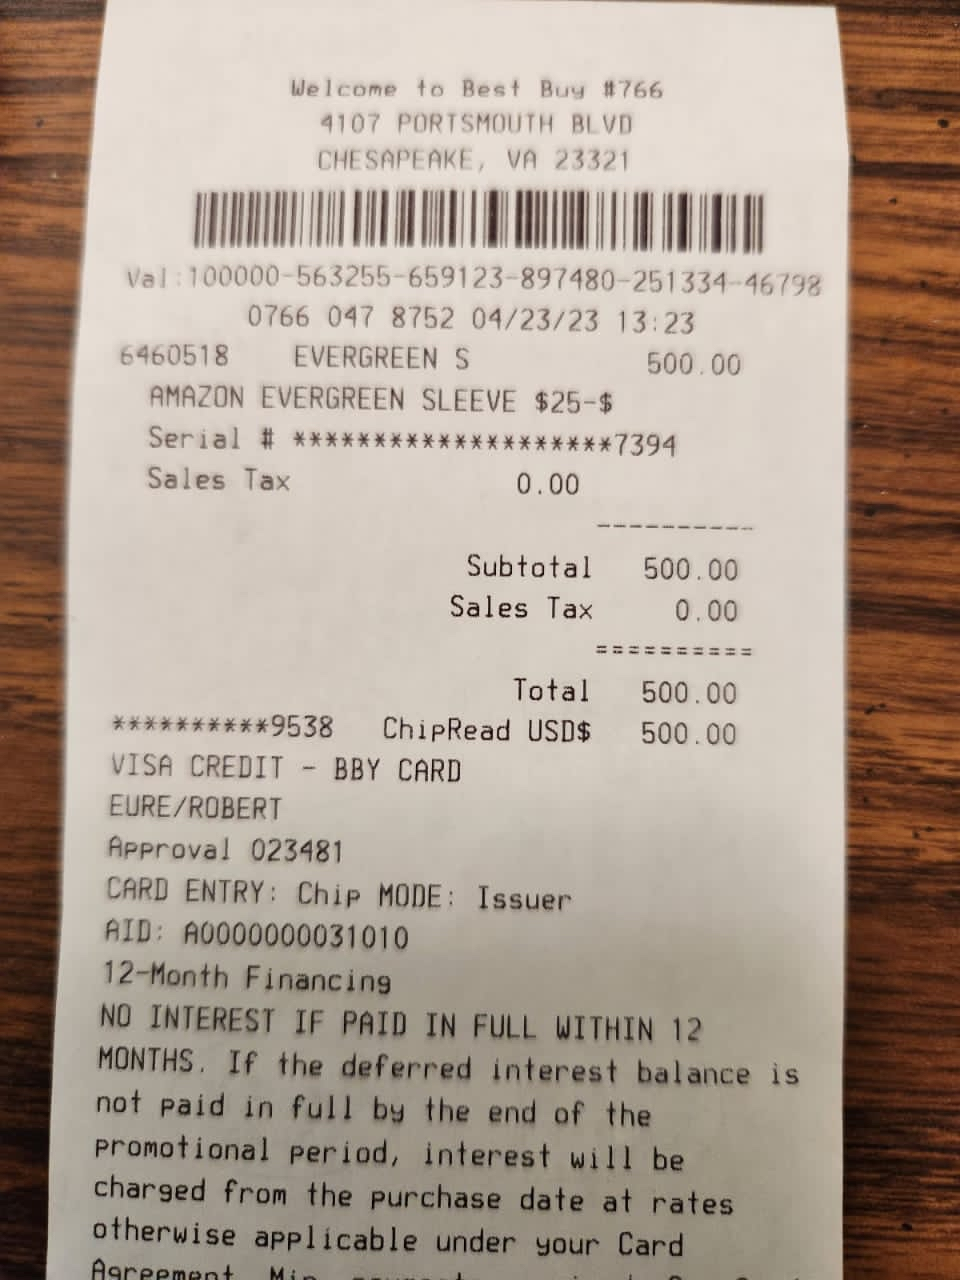 Welcome to Best Buy #766
4107 PORTSMOUTH BLVD
CHESAPEAKE, VA 23321
Val:100000-563255-659123-897480-251334-46798
0766 047 8752 04/23/23 13:23
6460518 EVERGREEN S 500.00
AMAZON EVERGREEN SLEEVE $25-$
Serial # ********************7394
Sales Tax 0.00
----------
Subtotal 500.00
Sales Tax 0.00
==========
Total 500.00
**********9538 ChipRead USD$ 500.00
VISA CREDIT - BBY CARD
EURE/ROBERT
Approval 023481
CARD ENTRY: Chip MODE: Issuer
AID: A0000000031010
12-Month Financing
NO INTEREST IF PAID IN FULL WITHIN 12
MONTHS. If the deferred interest balance is
not paid in full by the end of the
promotional period, interest will be
charged from the purchase date at rates
otherwise applicable under your Card
Agreement. Min.